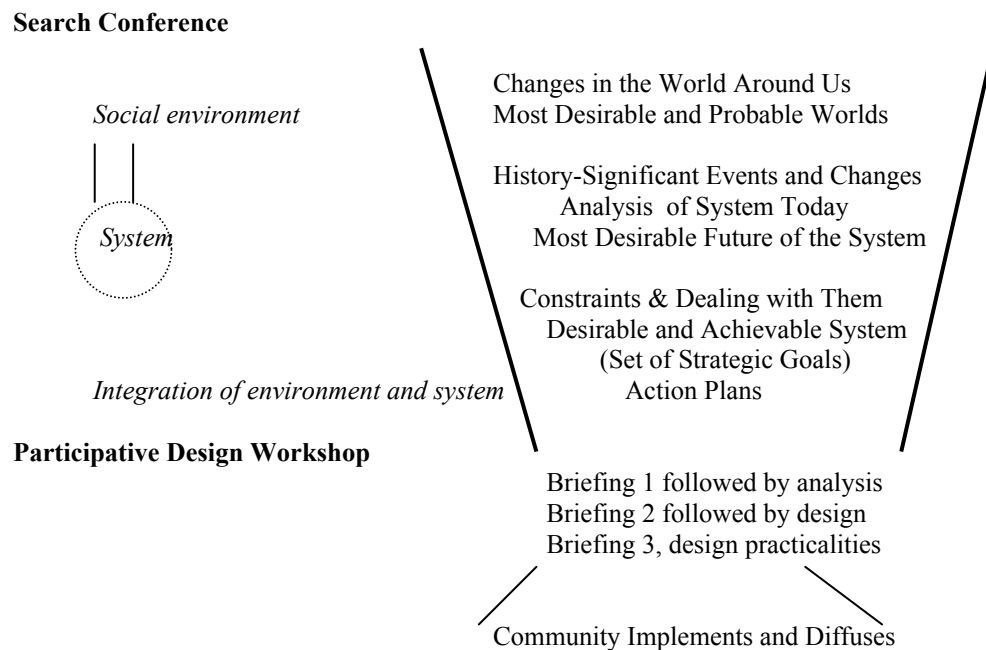 Search Conference
Changes in the World Around Us
Social environment
Most Desirable and Probable Worlds
History-Significant Events and Changes
Analysis of System Today
System
Most Desirable Future of the System
Constraints & Dealing with Them
Desirable and Achievable System
(Set of Strategic Goals)
Integration of environment and system
Action Plans
Participative Design Workshop
Briefing 1 followed by analysis
Briefing 2 followed by design
Briefing 3, design practicalities
Community Implements and Diffuses